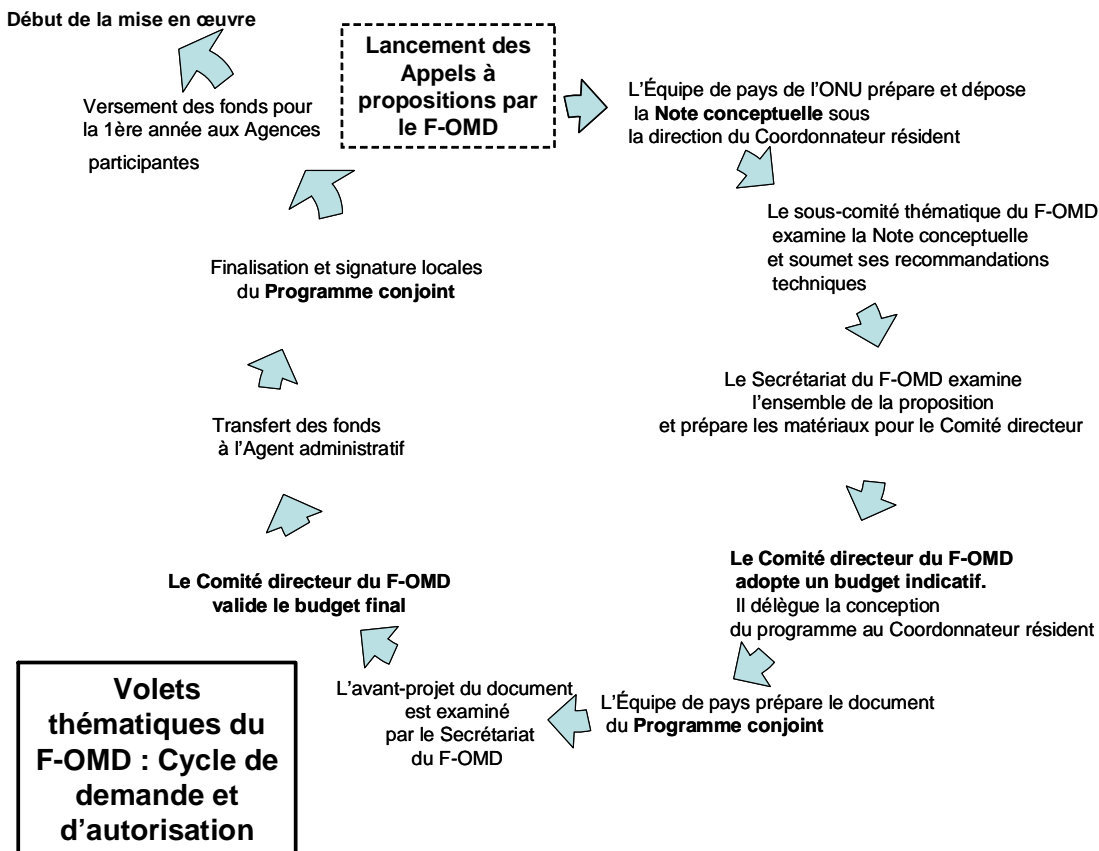 Début de la mise en œuvre
Lancement des
Appels à
propositions par
le F-OMD
L'Équipe de pays de l'ONU prépare et dépose
la Note conceptuelle sous
la direction du Coordonnateur résident
Le sous-comité thématique du F-OMD
examine la Note conceptuelle
et soumet ses recommandations
techniques
Le Secrétariat du F-OMD examine
l'ensemble de la proposition
et prépare les matériaux pour le Comité directeur
Le Comité directeur du F-OMD
adopte un budget indicatif.
Il délègue la conception
du programme au Coordonnateur résident
L'Équipe de pays prépare le document
du Programme conjoint
L'avant-projet du document
est examiné
par le Secrétariat
du F-OMD
Le Comité directeur du F-OMD
valide le budget final
Transfert des fonds
à l'Agent administratif
Finalisation et signature locales
du Programme conjoint
Versement des fonds pour
la 1ère année aux Agences
participantes
Volets
thématiques du
F-OMD : Cycle de
demande et
d'autorisation